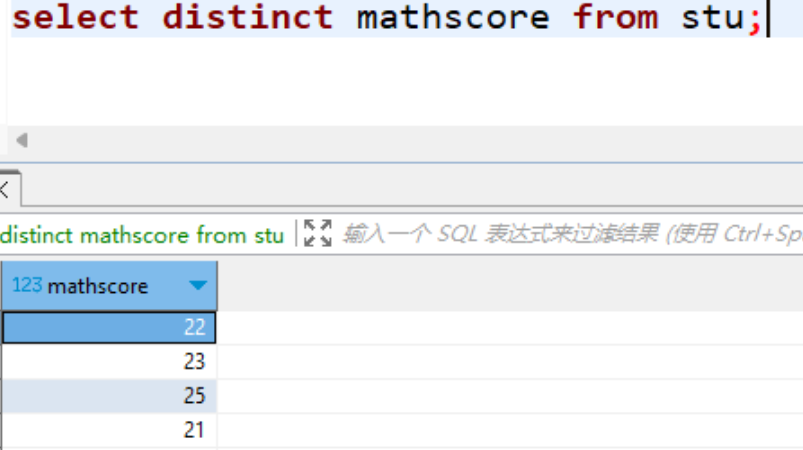 select distinct mathscore from stu;
distinct mathscore from stu
输入一个 SQL 表达式来过滤结果 (使用 Ctrl+Sp
123 mathscore
22
23
25
21